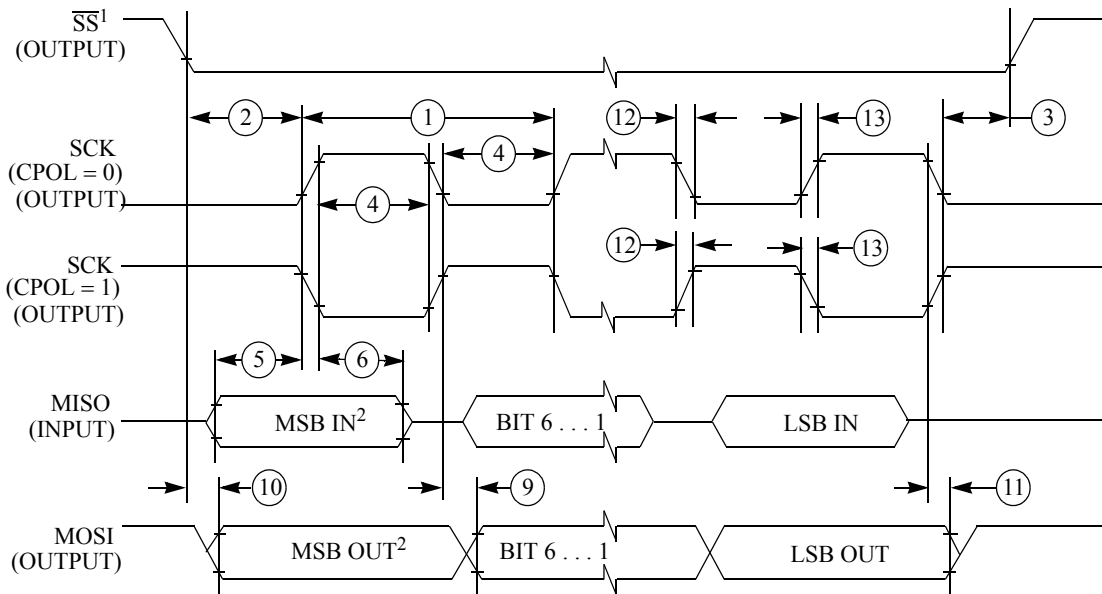 SS¹
(OUTPUT)
2
1
12
13
3
SCK
(CPOL = 0)
(OUTPUT)
4
4
12
13
SCK
(CPOL = 1)
(OUTPUT)
5
6
MISO
(INPUT)
MSB IN²
BIT 6 . . . 1
LSB IN
10
9
11
MOSI
(OUTPUT)
MSB OUT²
BIT 6 . . . 1
LSB OUT